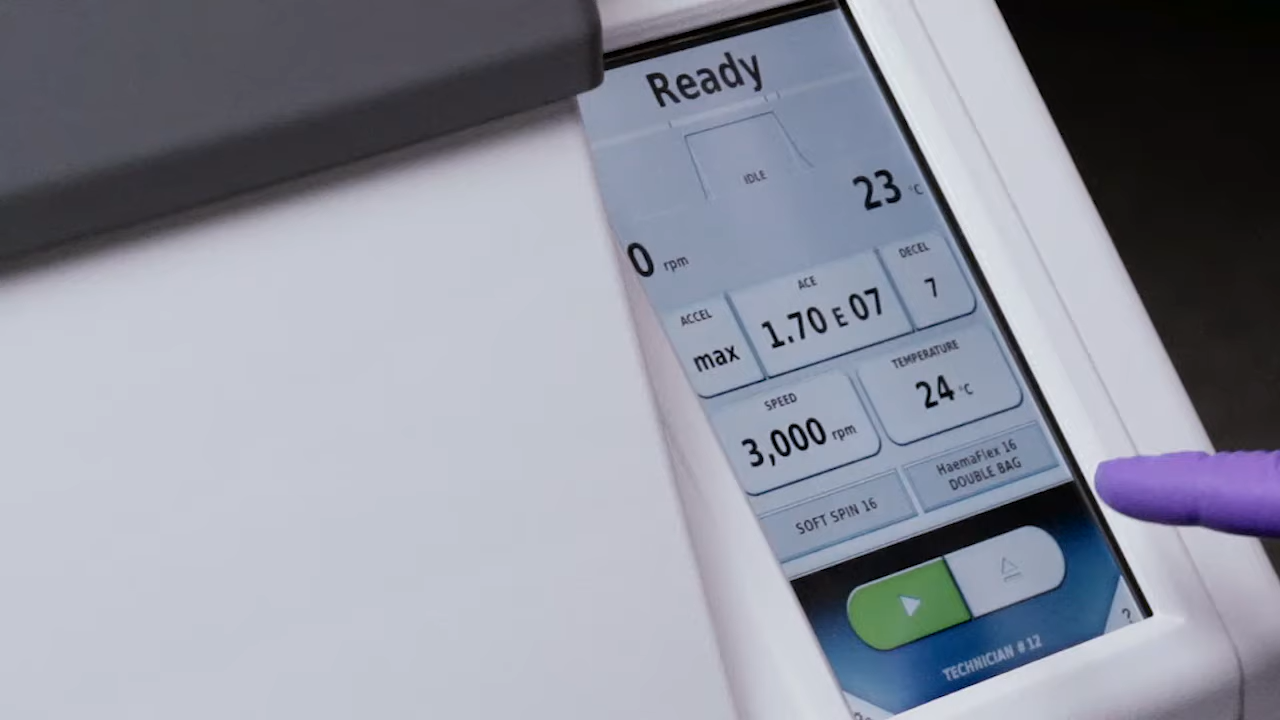 Ready
IDLE
23 °C
0 rpm
ACCEL
max
ACE
1.70 E 07
DECEL
7
SPEED
3,000 rpm
TEMPERATURE
24 °C
SOFT SPIN 16
HaemaFlex 16
DOUBLE BAG
TECHNICIAN # 12
?